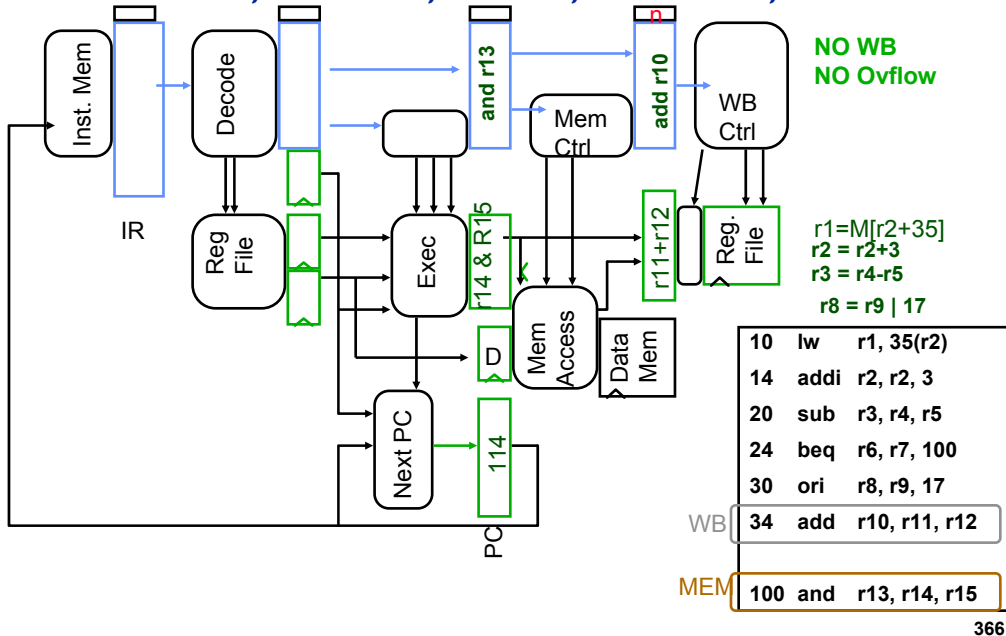 n
NO WB
NO Ovflow
Inst. Mem
Decode
and r13
Mem
Ctrl
add r10
WB
Ctrl
IR
Reg
File
Exec
r14 & R15
r11+r12
Reg.
File
r1=M[r2+35]
r2 = r2+3
r3 = r4-r5
r8 = r9 | 17
D
Mem
Access
Data
Mem
Next PC
114
PC
10 lw r1, 35(r2)
14 addi r2, r2, 3
20 sub r3, r4, r5
24 beq r6, r7, 100
30 ori r8, r9, 17
WB 34 add r10, r11, r12
MEM 100 and r13, r14, r15
366